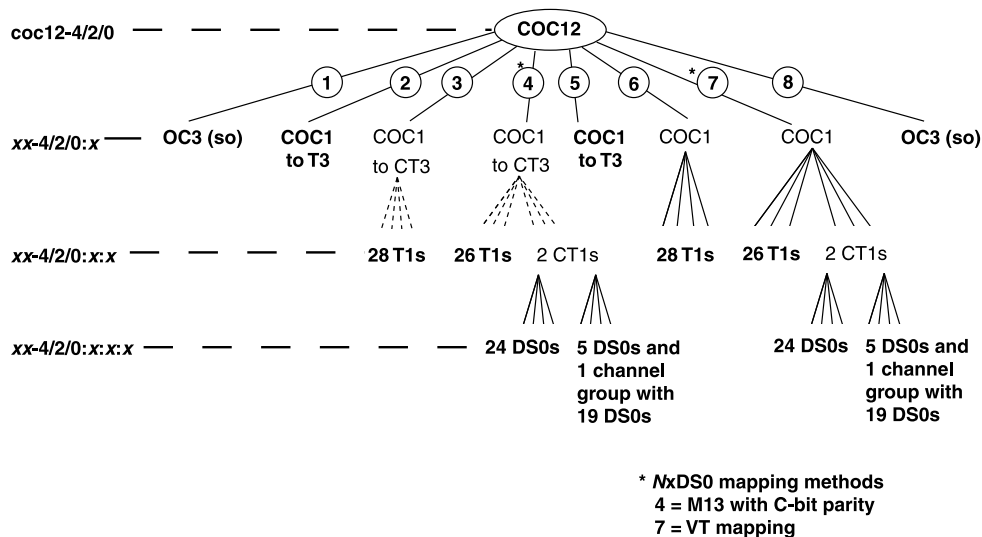 coc12-4/2/0 COC12
1 2 3 * 4 5 6 * 7 8
xx-4/2/0:x OC3 (so) COC1 COC1 COC1 COC1 COC1 COC1 OC3 (so)
to T3 to CT3 to CT3 to T3
xx-4/2/0:x:x 28 T1s 26 T1s 2 CT1s 28 T1s 26 T1s 2 CT1s
xx-4/2/0:x:x:x 24 DS0s 5 DS0s and 24 DS0s 5 DS0s and
1 channel 1 channel
group with group with
19 DS0s 19 DS0s
* NxDS0 mapping methods
4 = M13 with C-bit parity
7 = VT mapping